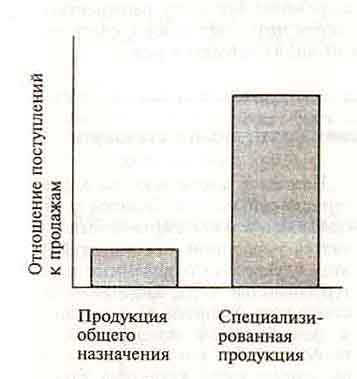 Отношение поступлений
к продажам
Продукция
общего
назначения
Специализи-
рованная
продукция